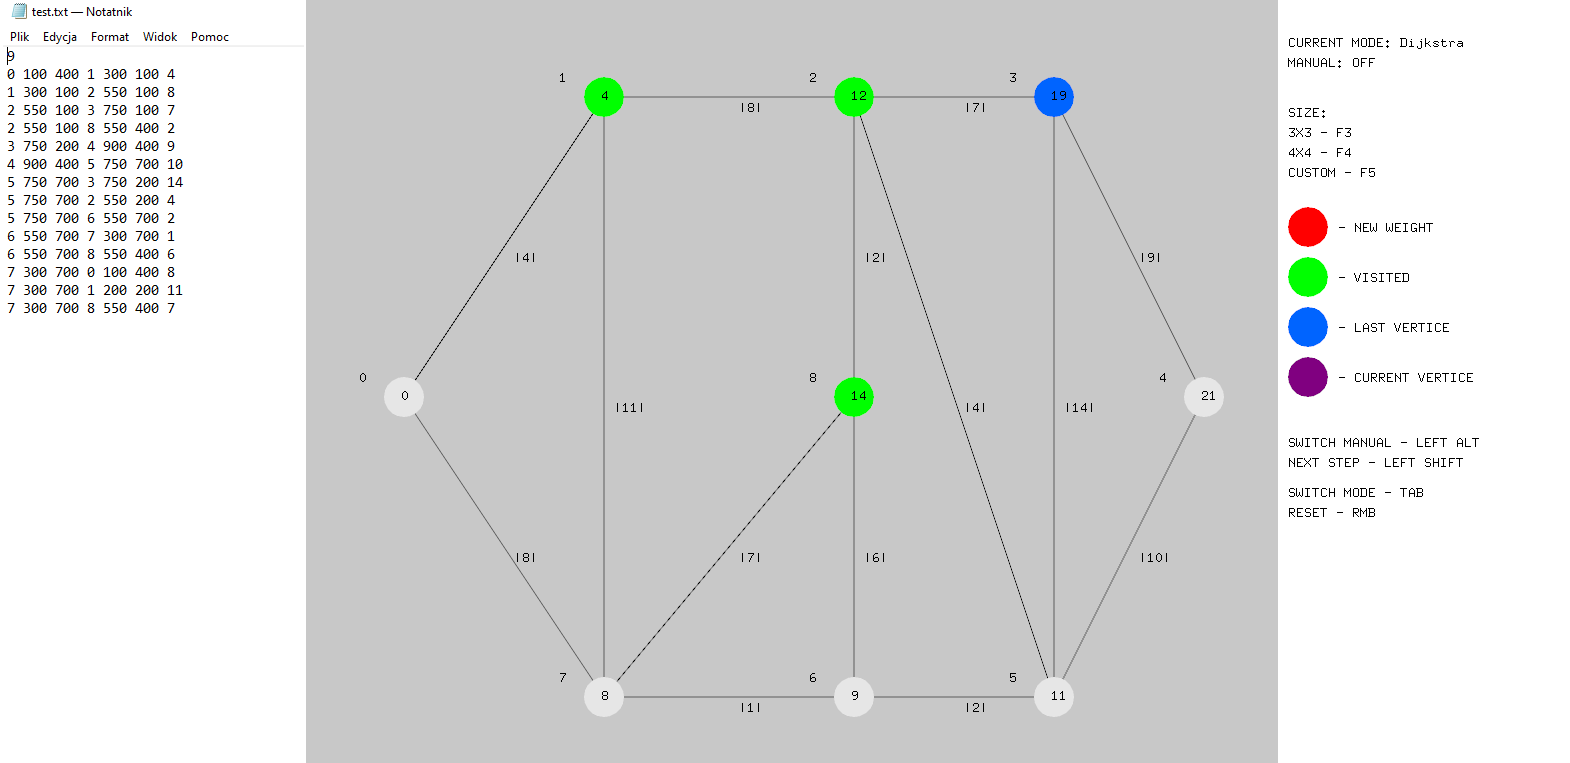 test.txt — Notatnik
Plik Edycja Format Widok Pomoc
9
0 100 400 1 300 100 4
1 300 100 2 550 100 8
2 550 100 3 750 100 7
2 550 100 8 550 400 2
3 750 200 4 900 400 9
4 900 400 5 750 700 10
5 750 700 3 750 200 14
5 750 700 2 550 200 4
5 750 700 6 550 700 2
6 550 700 7 300 700 1
6 550 700 8 550 400 6
7 300 700 0 100 400 8
7 300 700 1 200 200 11
7 300 700 8 550 400 7
1 2 3
4 12 19
|8| |7|
|4| |2| |9|
0 8 4
0 14 21
|11| |4| |14|
|8| |7| |6| |10|
7 6 5
8 9 11
|1| |2|
CURRENT MODE: Dijkstra
MANUAL: OFF
SIZE:
3X3 - F3
4X4 - F4
CUSTOM - F5
- NEW WEIGHT
- VISITED
- LAST VERTICE
- CURRENT VERTICE
SWITCH MANUAL - LEFT ALT
NEXT STEP - LEFT SHIFT
SWITCH MODE - TAB
RESET - RMB